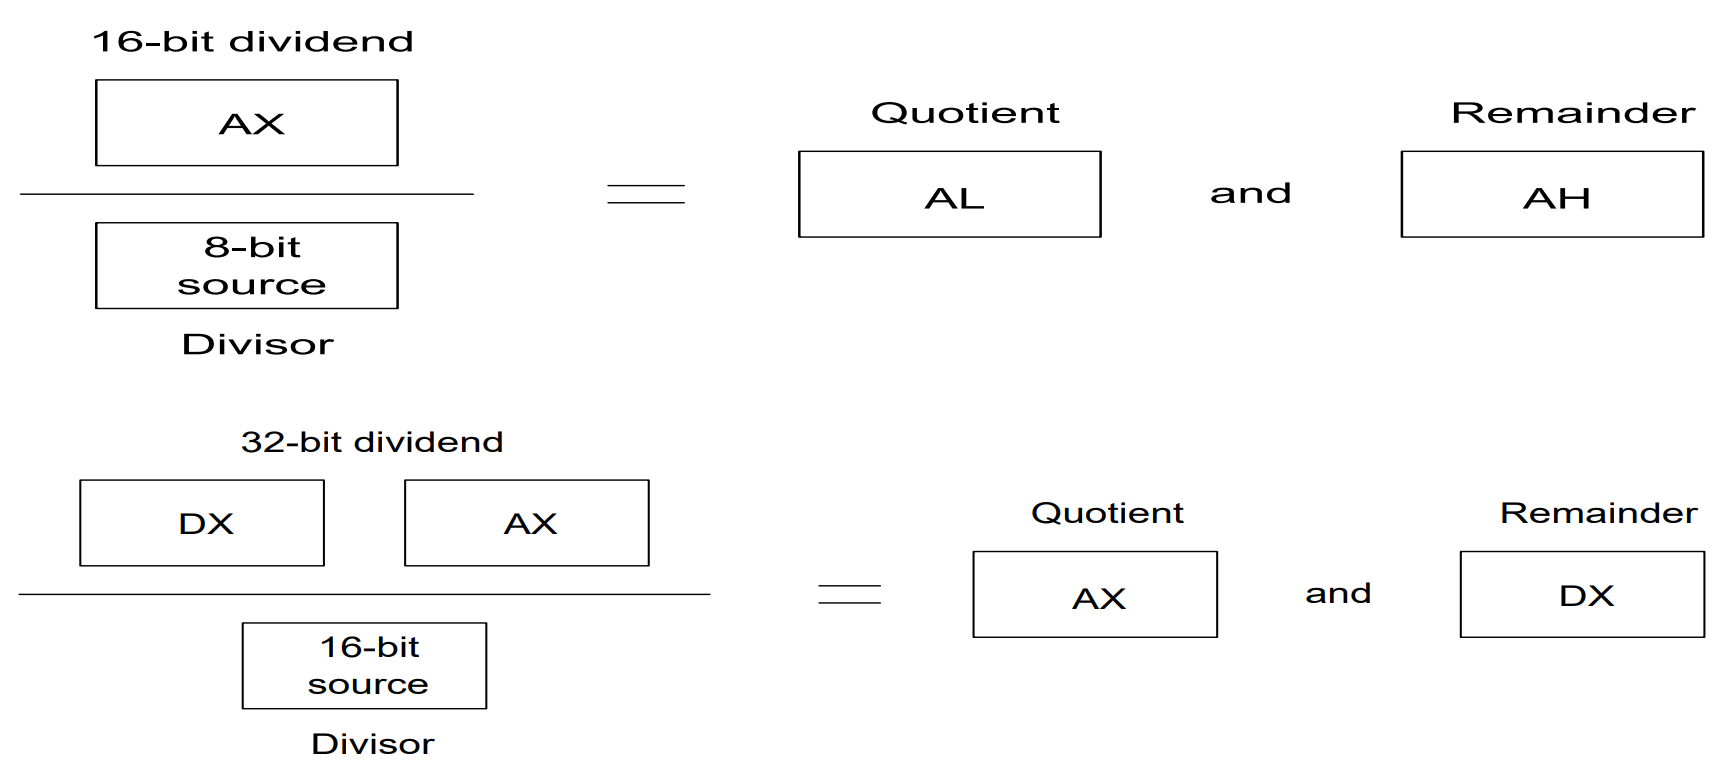 16-bit dividend
AX
8-bit
source
Divisor
Quotient
AL
and
Remainder
AH
32-bit dividend
DX
AX
16-bit
source
Divisor
Quotient
AX
and
Remainder
DX